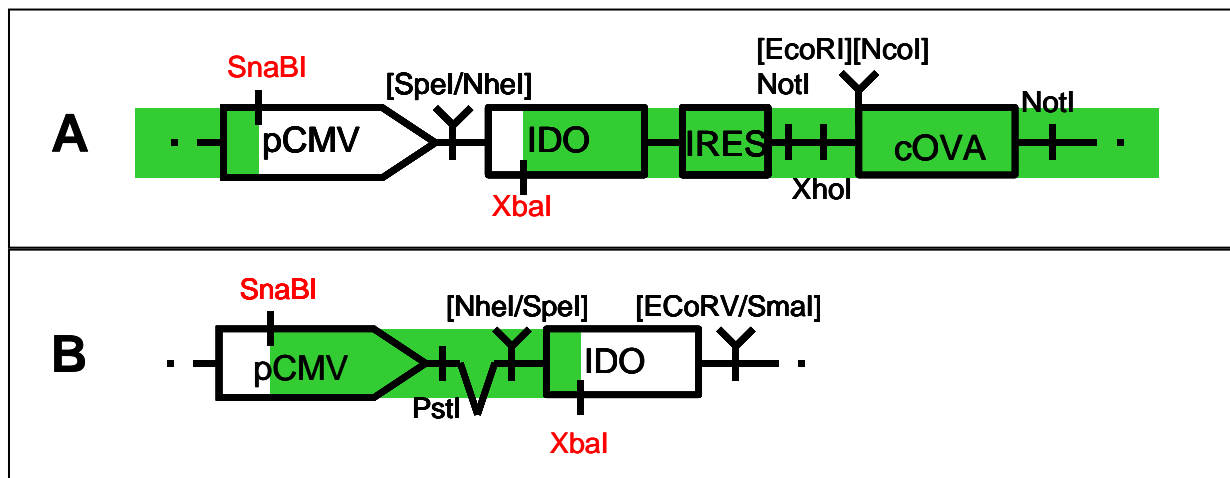 A
SnaBI
pCMV
[SpeI/NheI]
IDO
XbaI
IRES
NotI
XhoI
[EcoRI][NcoI]
cOVA
NotI
B
SnaBI
pCMV
PstI
[NheI/SpeI]
IDO
XbaI
[ECoRV/SmaI]